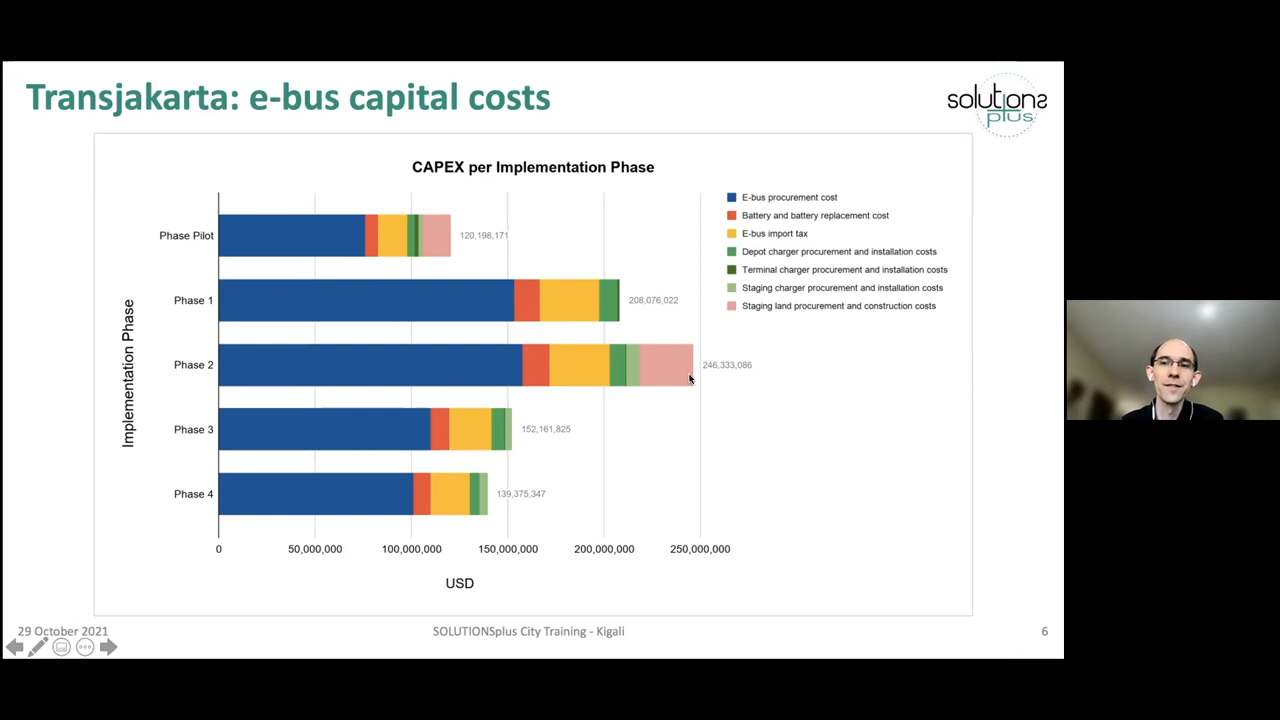 Transjakarta: e-bus capital costs
solutions
plus
CAPEX per Implementation Phase
E-bus procurement cost
Battery and battery replacement cost
E-bus import tax
Depot charger procurement and installation costs
Terminal charger procurement and installation costs
Staging charger procurement and installation costs
Staging land procurement and construction costs
Implementation Phase
Phase Pilot
120,198,171
Phase 1
208,076,022
Phase 2
246,333,086
Phase 3
152,161,825
Phase 4
139,375,347
0
50,000,000
100,000,000
150,000,000
200,000,000
250,000,000
USD
29 October 2021
SOLUTIONSplus City Training - Kigali
6